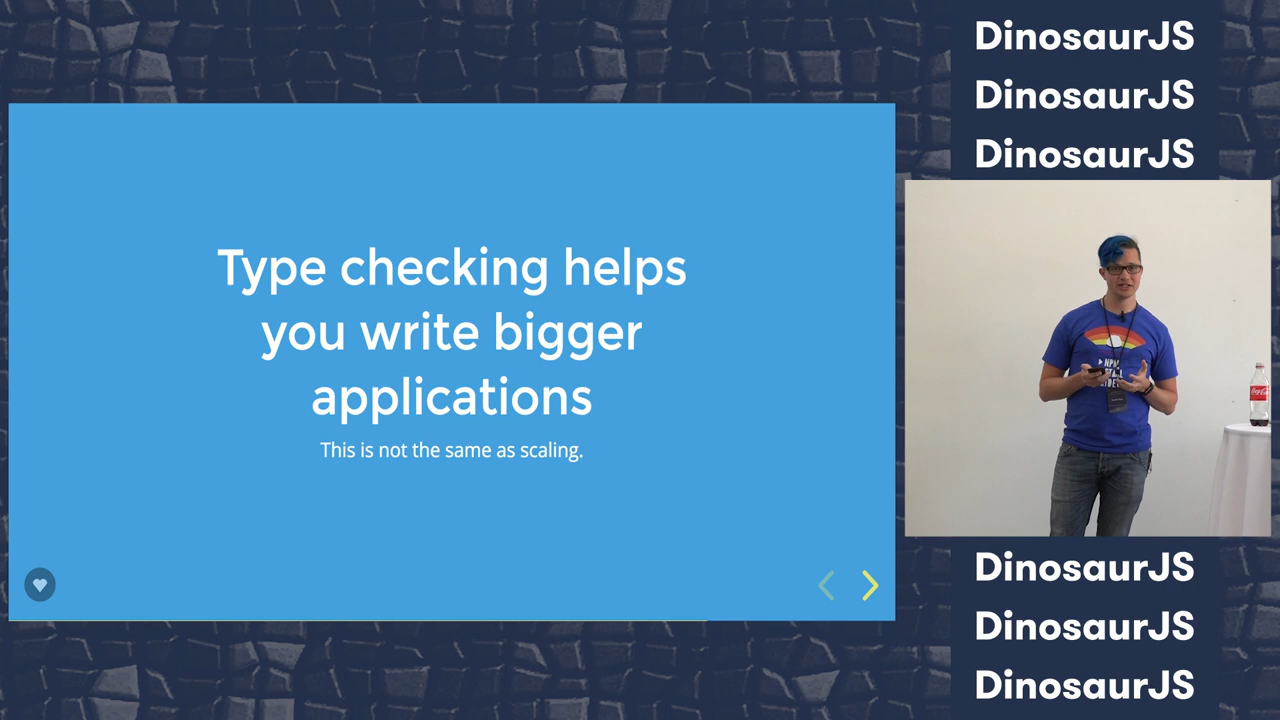 DinosaurJS
DinosaurJS
DinosaurJS
Type checking helps
you write bigger
applications
This is not the same as scaling.
DinosaurJS
DinosaurJS
DinosaurJS